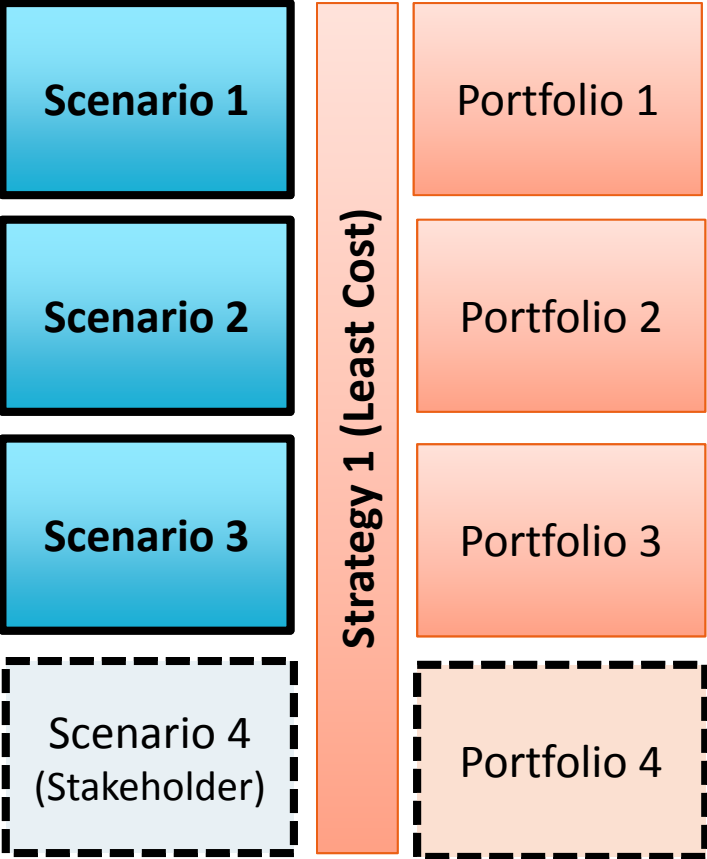 Scenario 1
Portfolio 1
Scenario 2
Portfolio 2
Scenario 3
Portfolio 3
Scenario 4
(Stakeholder)
Portfolio 4
Strategy 1 (Least Cost)